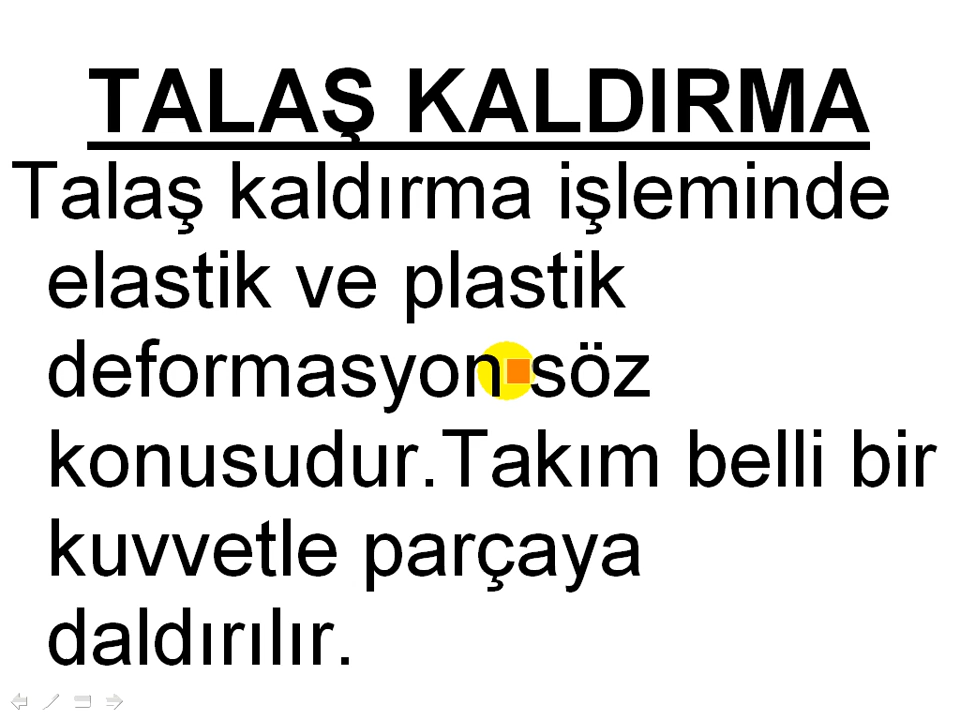 TALAŞ KALDIRMA
Talaş kaldırma işleminde
elastik ve plastik
deformasyon söz
konusudur.Takım belli bir
kuvvetle parçaya
daldırılır.